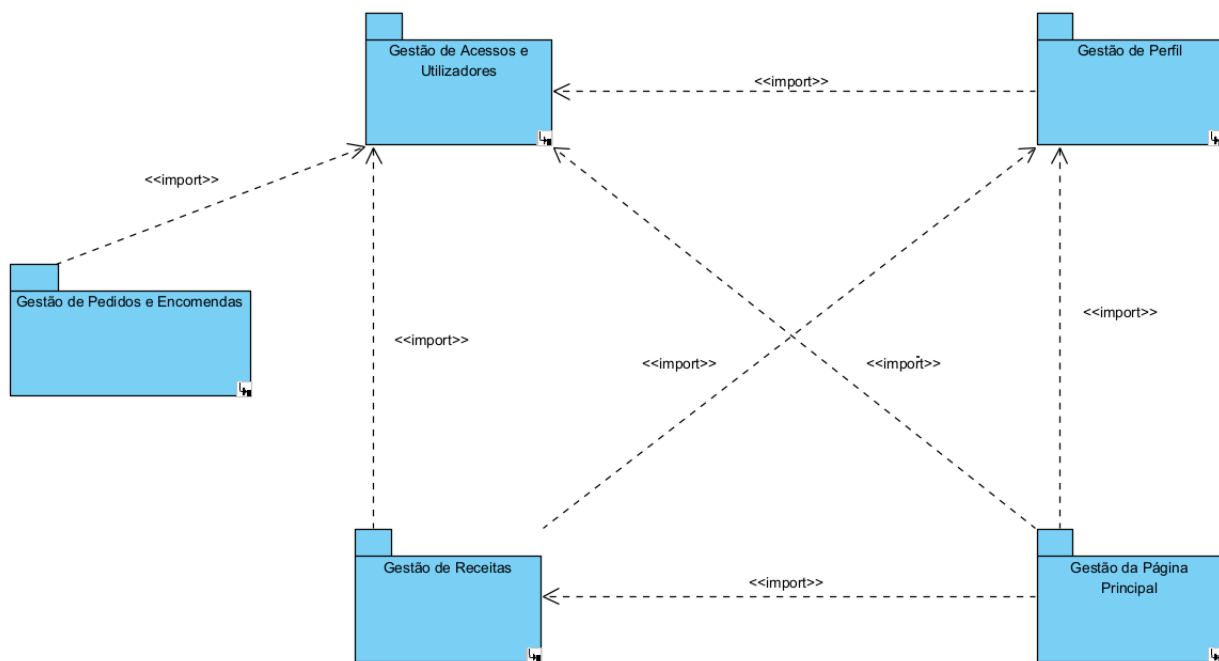 Gestão de Acessos e
Utilizadores
Gestão de Perfil
<<import>>
<<import>>
Gestão de Pedidos e Encomendas
<<import>>
<<import>>
<<import>>
<<import>>
Gestão de Receitas
<<import>>
Gestão da Página
Principal